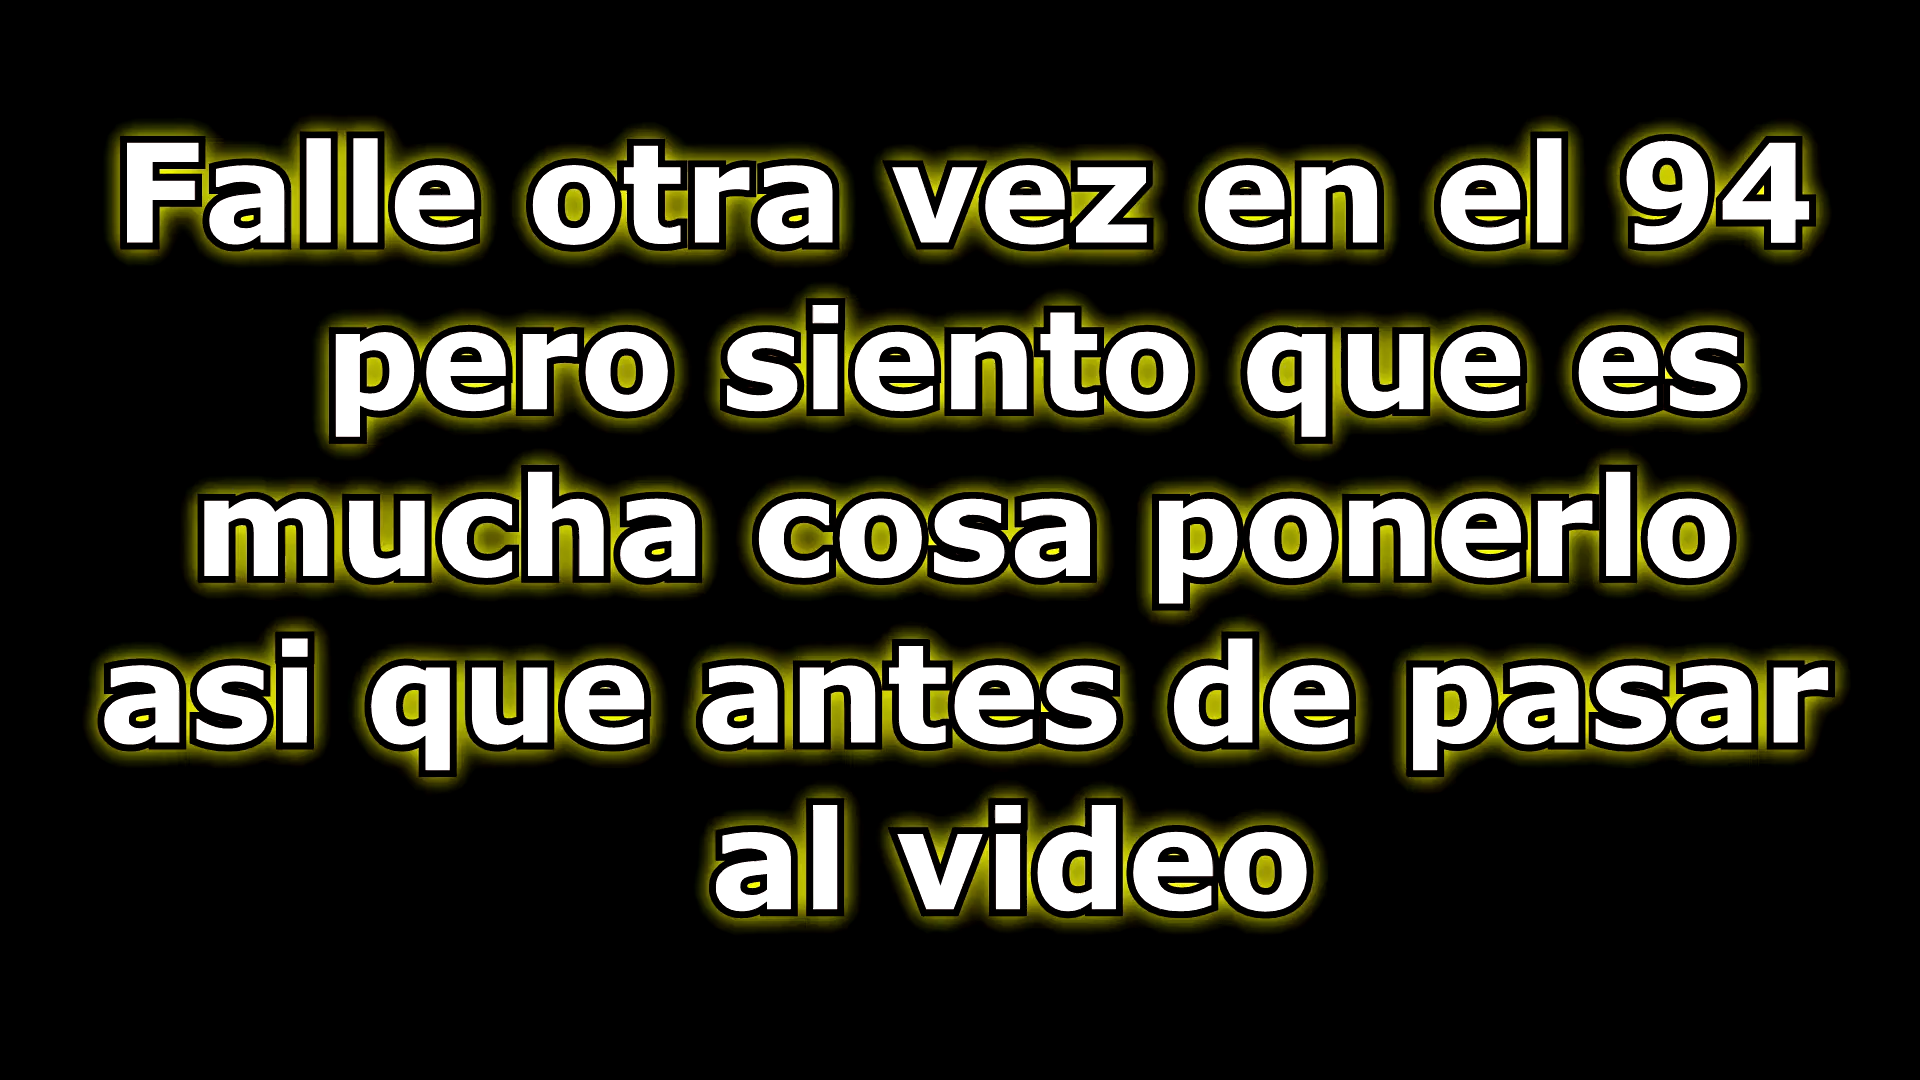 Falle otra vez en el 94
pero siento que es
mucha cosa ponerlo
asi que antes de pasar
al video